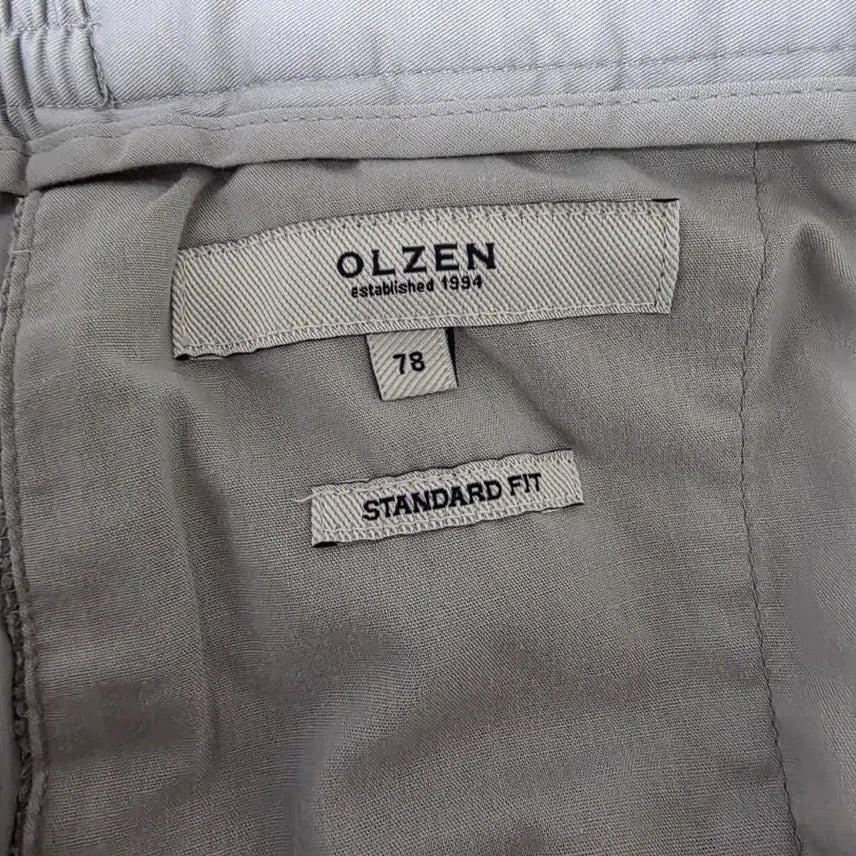 OLZEN
established 1994
78
STANDARD FIT